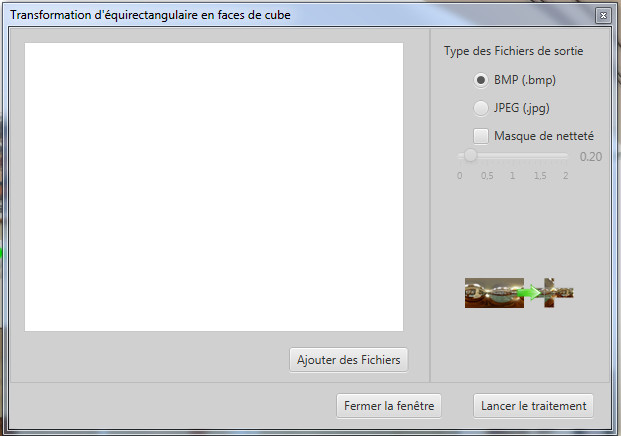 Transformation d'équirectangulaire en faces de cube
Type des Fichiers de sortie
BMP (.bmp)
JPEG (.jpg)
Masque de netteté
0.20
0 0,5 1 1,5 2
Ajouter des Fichiers
Fermer la fenêtre
Lancer le traitement